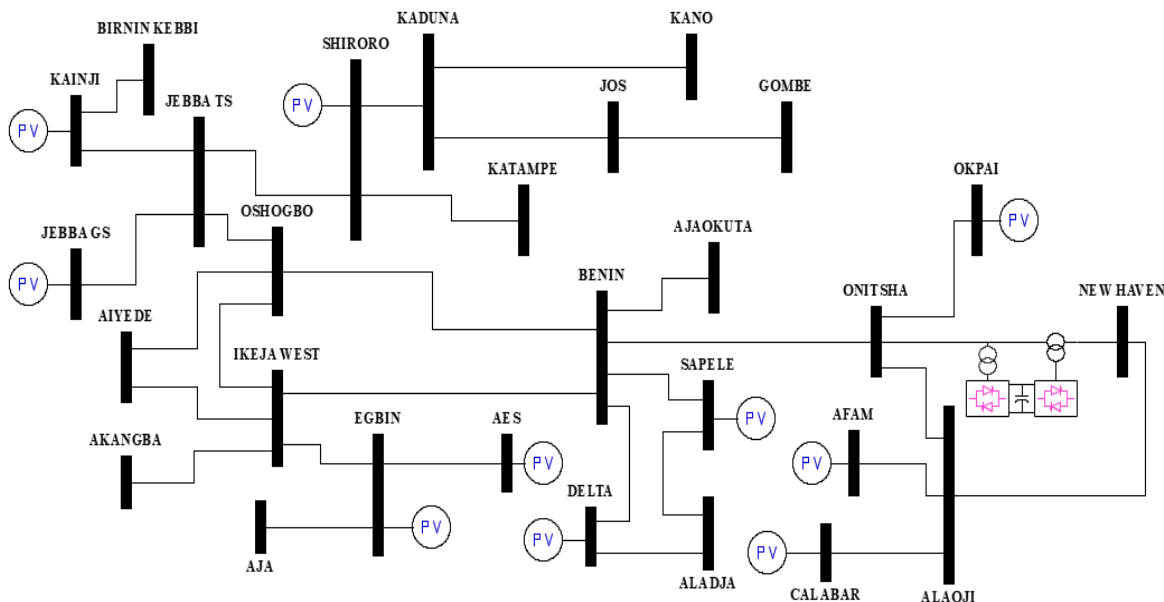 KADUNA
KANO
BIRNIN KEBBI
SHIRORO
KAINJI
JOS
GOMBE
JEBBA TS
PV
PV
KATAMPE
OKPAI
OSHOGBO
JEBBA GS
AJAOKUTA
PV
PV
BENIN
ONITSHA
NEW HAVEN
AIYEDE
IKEJA WEST
SAPELE
EGBIN
AES
AFAM
PV
AKANGBA
PV
PV
DELTA
PV
PV
PV
AJA
ALADJA
CALABAR
ALAOJI